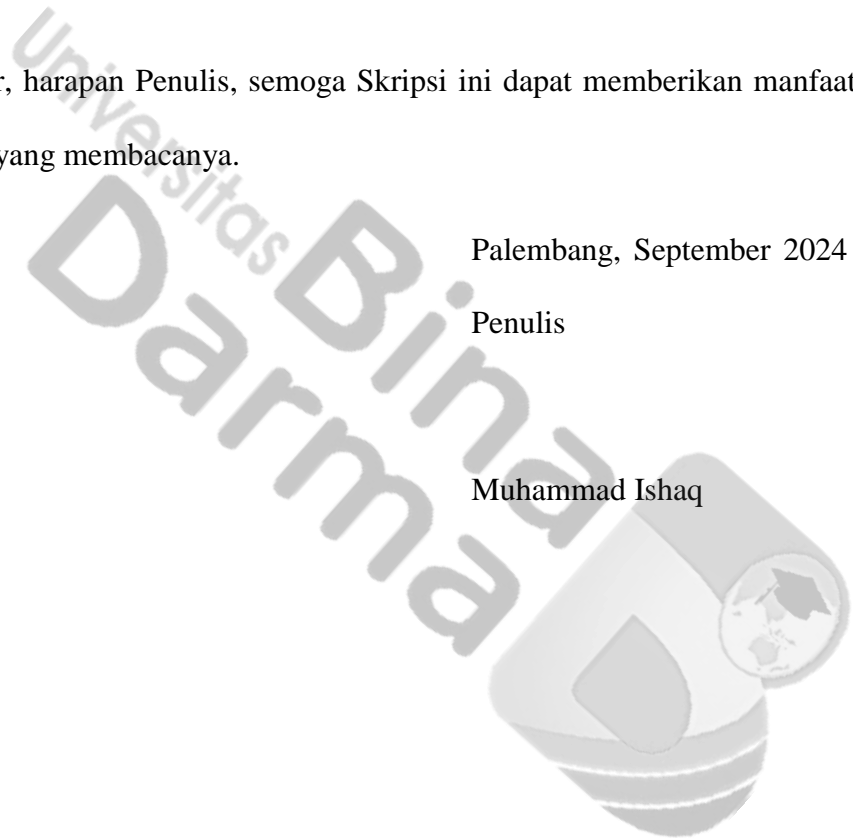 r, harapan Penulis, semoga Skripsi ini dapat memberikan manfaat
yang membacanya.
Palembang, September 2024
Penulis
Muhammad Ishaq
Universitas
Bina
Darma